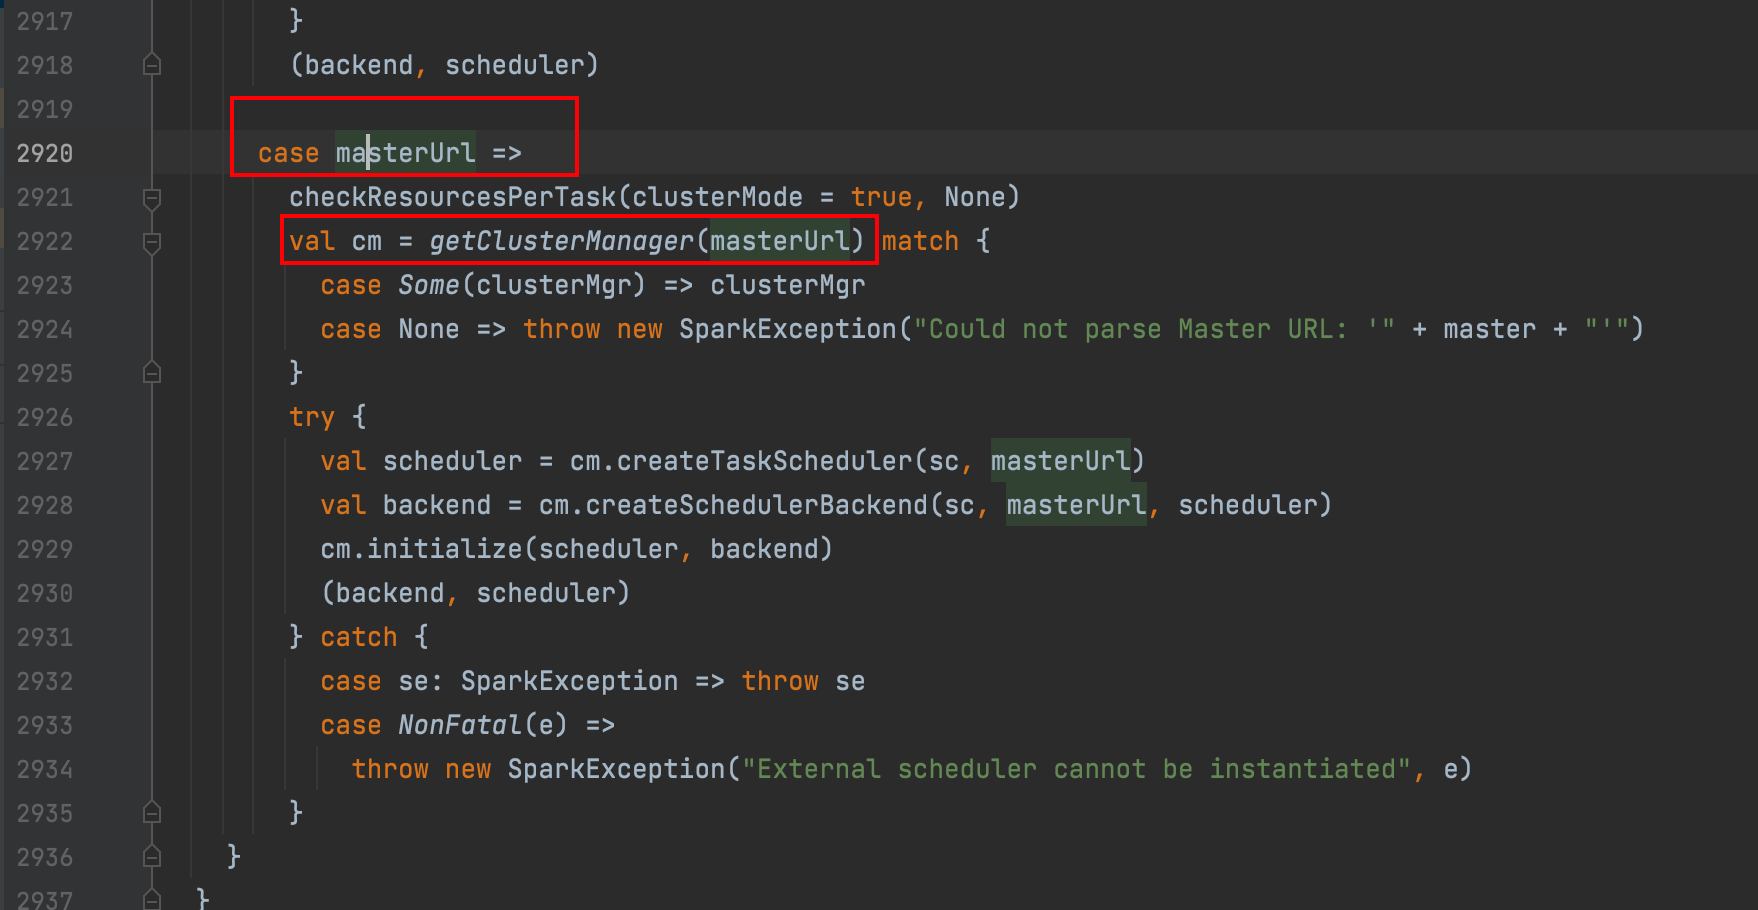 2917 }
2918 (backend, scheduler)
2919
2920 case masterUrl =>
2921 checkResourcesPerTask(clusterMode = true, None)
2922 val cm = getClusterManager(masterUrl) match {
2923 case Some(clusterMgr) => clusterMgr
2924 case None => throw new SparkException("Could not parse Master URL: '" + master + "'")
2925 }
2926 try {
2927 val scheduler = cm.createTaskScheduler(sc, masterUrl)
2928 val backend = cm.createSchedulerBackend(sc, masterUrl, scheduler)
2929 cm.initialize(scheduler, backend)
2930 (backend, scheduler)
2931 } catch {
2932 case se: SparkException => throw se
2933 case NonFatal(e) =>
2934 throw new SparkException("External scheduler cannot be instantiated", e)
2935 }
2936 }
2937 }